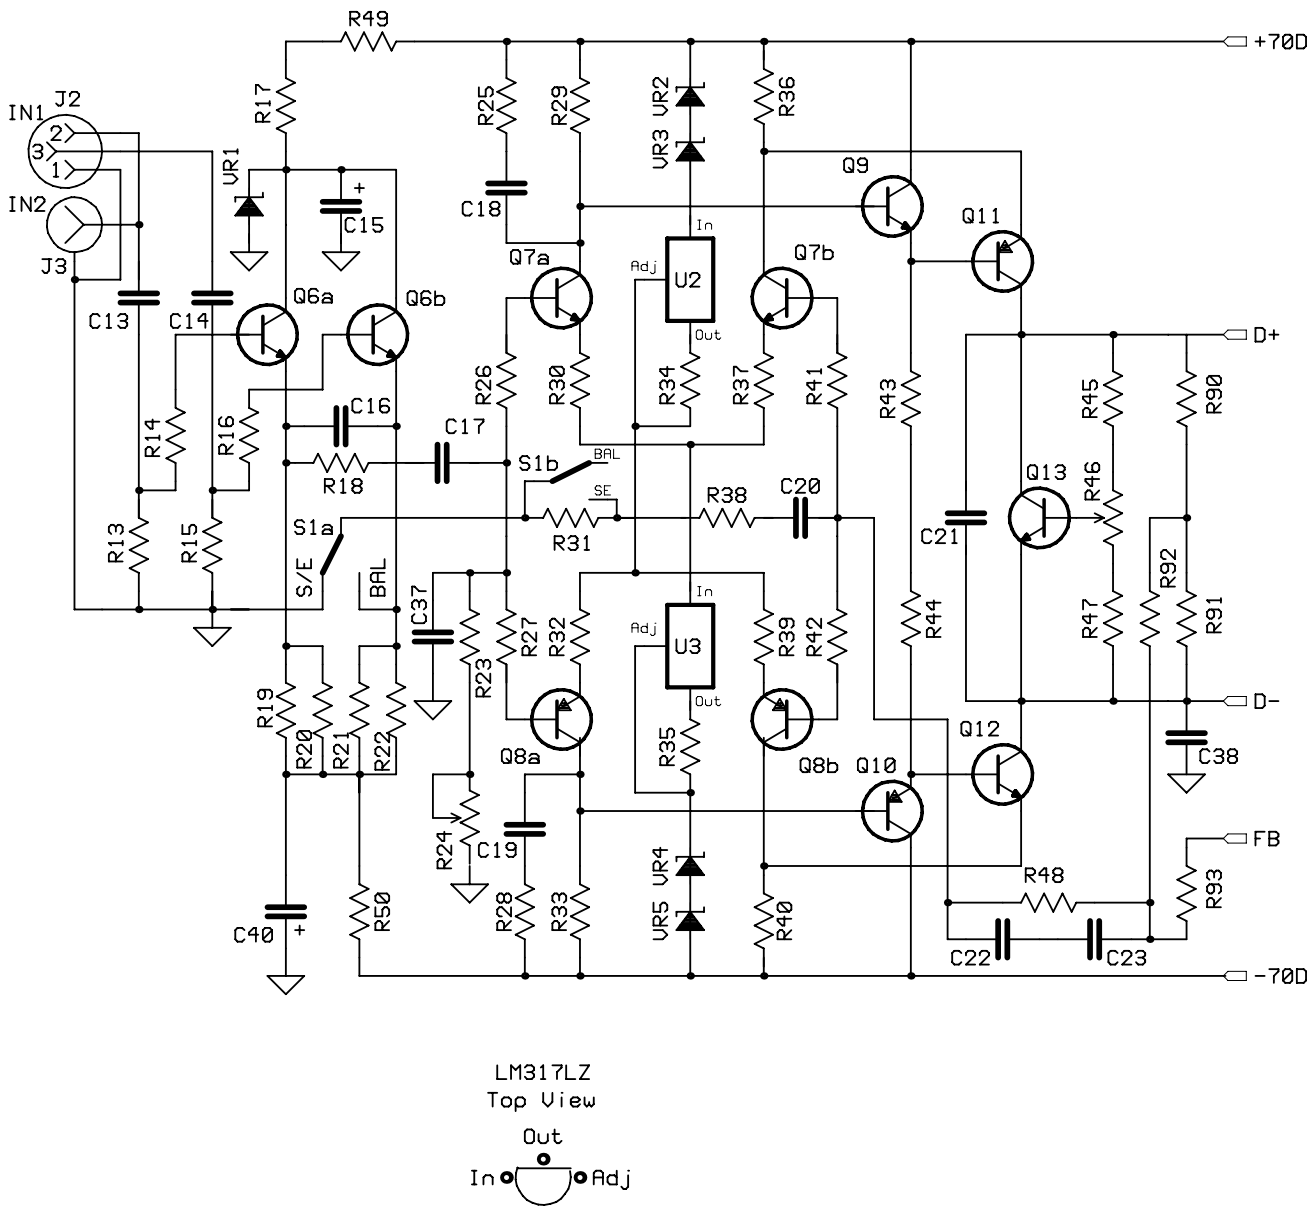 R49
+70D
J2
IN1
2
3
1
R17
R25
R29
VR2
VR3
R36
Q9
VR1
IN2
C15
+
C18
In
Q11
J3
Q7a
Adj
U2
Q7b
C13
C14
Q6a
Q6b
Out
D+
R14
R16
C16
R26
R30
R34
R37
R41
R43
R45
R90
C17
R18
S1b
BAL
SE
R38
C20
Q13
R46
R13
R15
S1a
R31
C21
S/E
BAL
C37
R23
R27
R32
In
Adj
U3
R39
R42
R44
R47
R92
R91
Out
D-
R19
R20
R21
R22
Q8a
R35
Q8b
Q10
Q12
C38
R24
C19
VR4
R48
FB
C40
+
R50
R28
R33
VR5
R40
R93
C22
C23
-70D
LM317LZ
Top View
Out
In
Adj